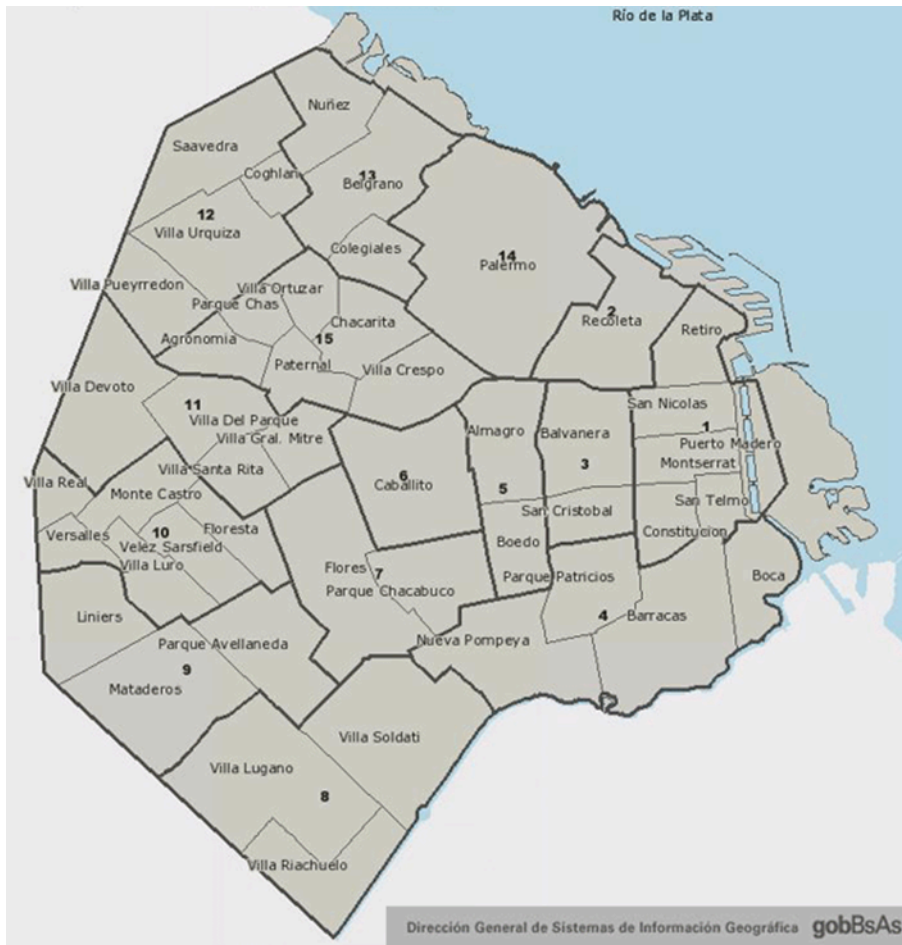 Río de la Plata
Nuñez
Saavedra
Coghlan
13
Belgrano
12
Villa Urquiza
Colegiales
14
Palermo
Villa Pueyrredon
Villa Ortuzar
Parque Chas
2
Recoleta
Chacarita
Retiro
Agronomia
15
Paternal
Villa Crespo
Villa Devoto
11
San Nicolas
Villa Del Parque
1
Almagro
Balvanera
Villa Gral. Mitre
Puerto Madero
3
Montserrat
Villa Santa Rita
6
Caballito
Villa Real
5
Monte Castro
San Telmo
San Cristobal
Floresta
10
Versalles
Constitucion
Boedo
Velez Sarsfield
Villa Luro
Flores
7
Parque Patricios
Boca
Parque Chacabuco
Liniers
4
Barracas
Parque Avellaneda
Nueva Pompeya
9
Mataderos
Villa Soldati
Villa Lugano
8
Villa Riachuelo
Dirección General de Sistemas de Información Geográfica gobBsAs